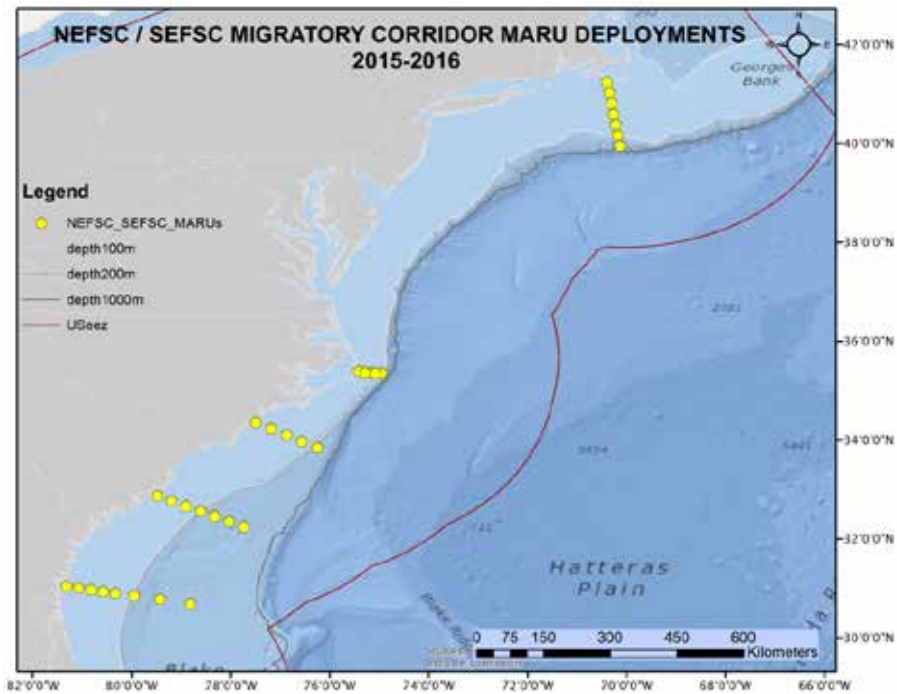 NEFSC / SEFSC MIGRATORY CORRIDOR MARU DEPLOYMENTS
2015-2016
N
Georges
Bank
42°0'0"N
40°0'0"N
38°0'0"N
36°0'0"N
34°0'0"N
32°0'0"N
30°0'0"N
Legend
NEFSC_SEFSC_MARUs
depth100m
depth200m
depth1000m
USeez
Hatteras
Plain
Blake
0 75 150 300 450 600
Kilometers
82°0'0"W 80°0'0"W 78°0'0"W 76°0'0"W 74°0'0"W 72°0'0"W 70°0'0"W 68°0'0"W 66°0'0"W